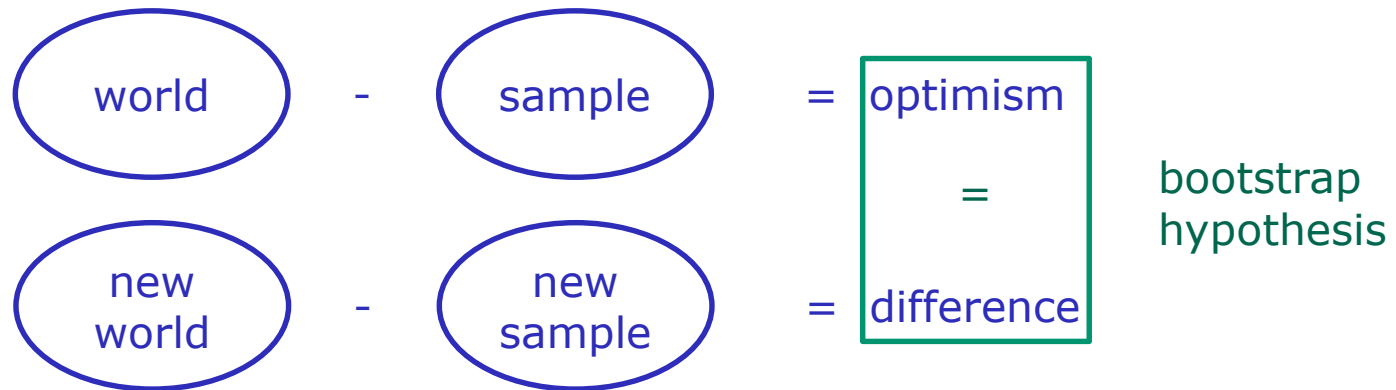 world - sample = optimism
= bootstrap
hypothesis
new
world - new
sample = difference